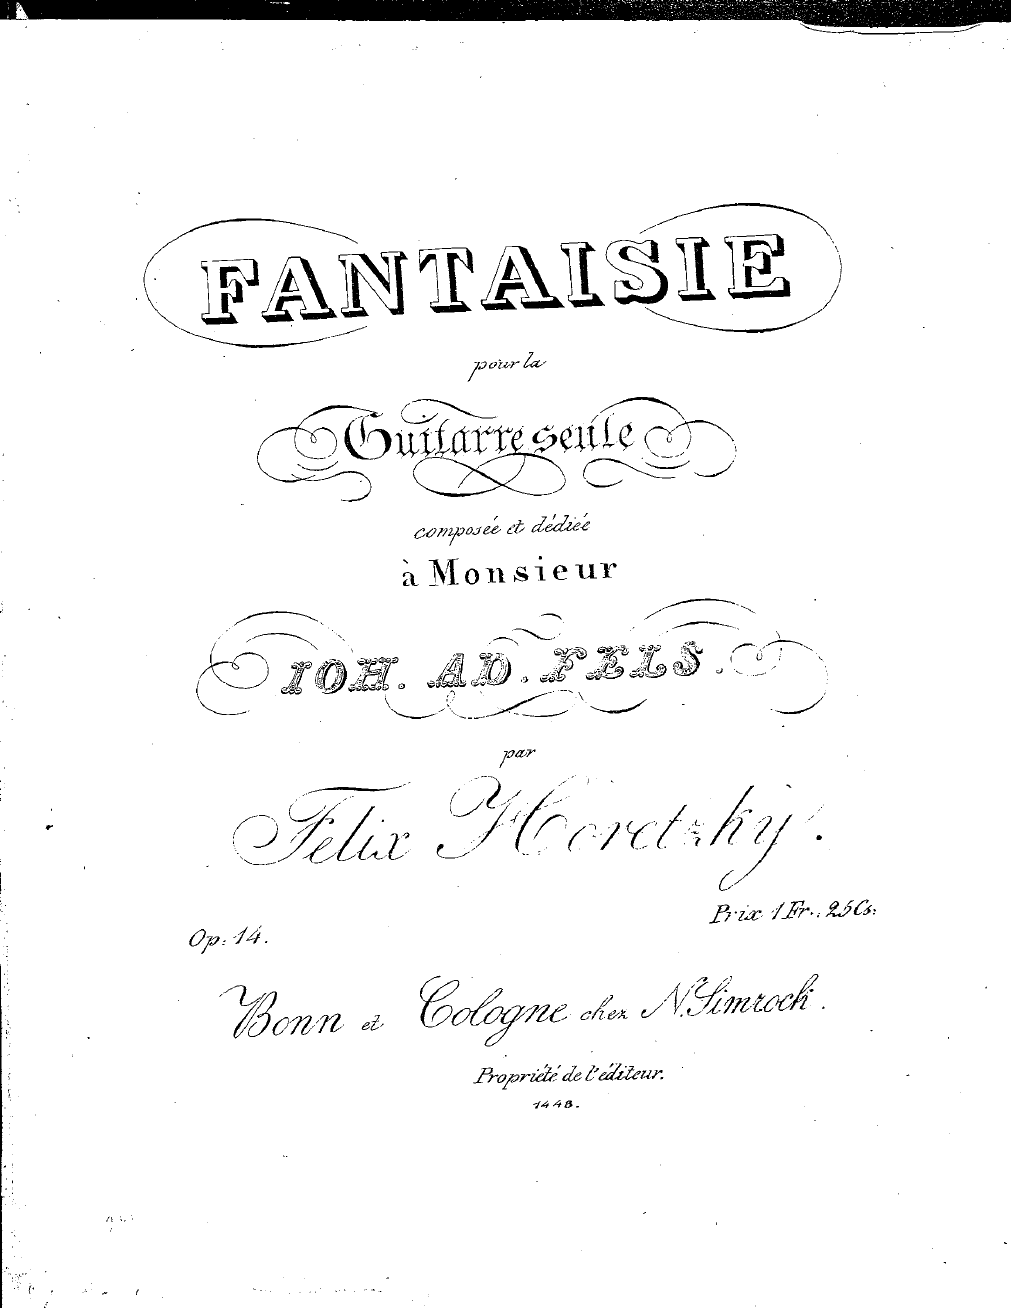 FANTAISIE
pour la
Guitarre seule
composée et dédiée
à Monsieur
IOH. AD. FELS.
par
Felix Horetzky.
Prix 1 Fr. 25 Cs.
Op: 14.
Bonn et Cologne chez N. Simrock.
Propriété de l'éditeur.
1448.